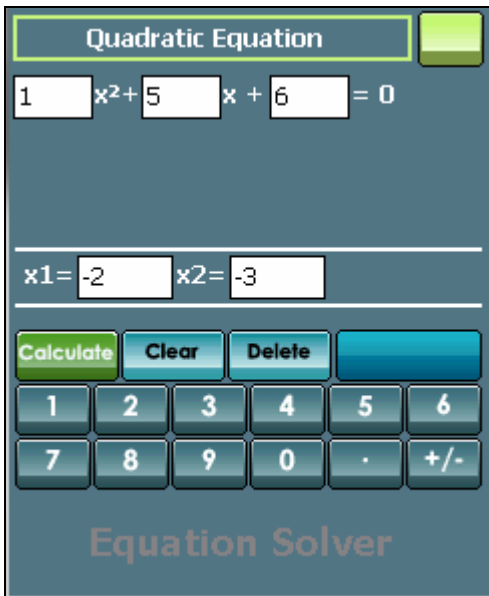 Quadratic Equation
1 x²+ 5 x + 6 = 0
x1= -2 x2= -3
Calculate Clear Delete
1 2 3 4 5 6
7 8 9 0 . +/-
Equation Solver